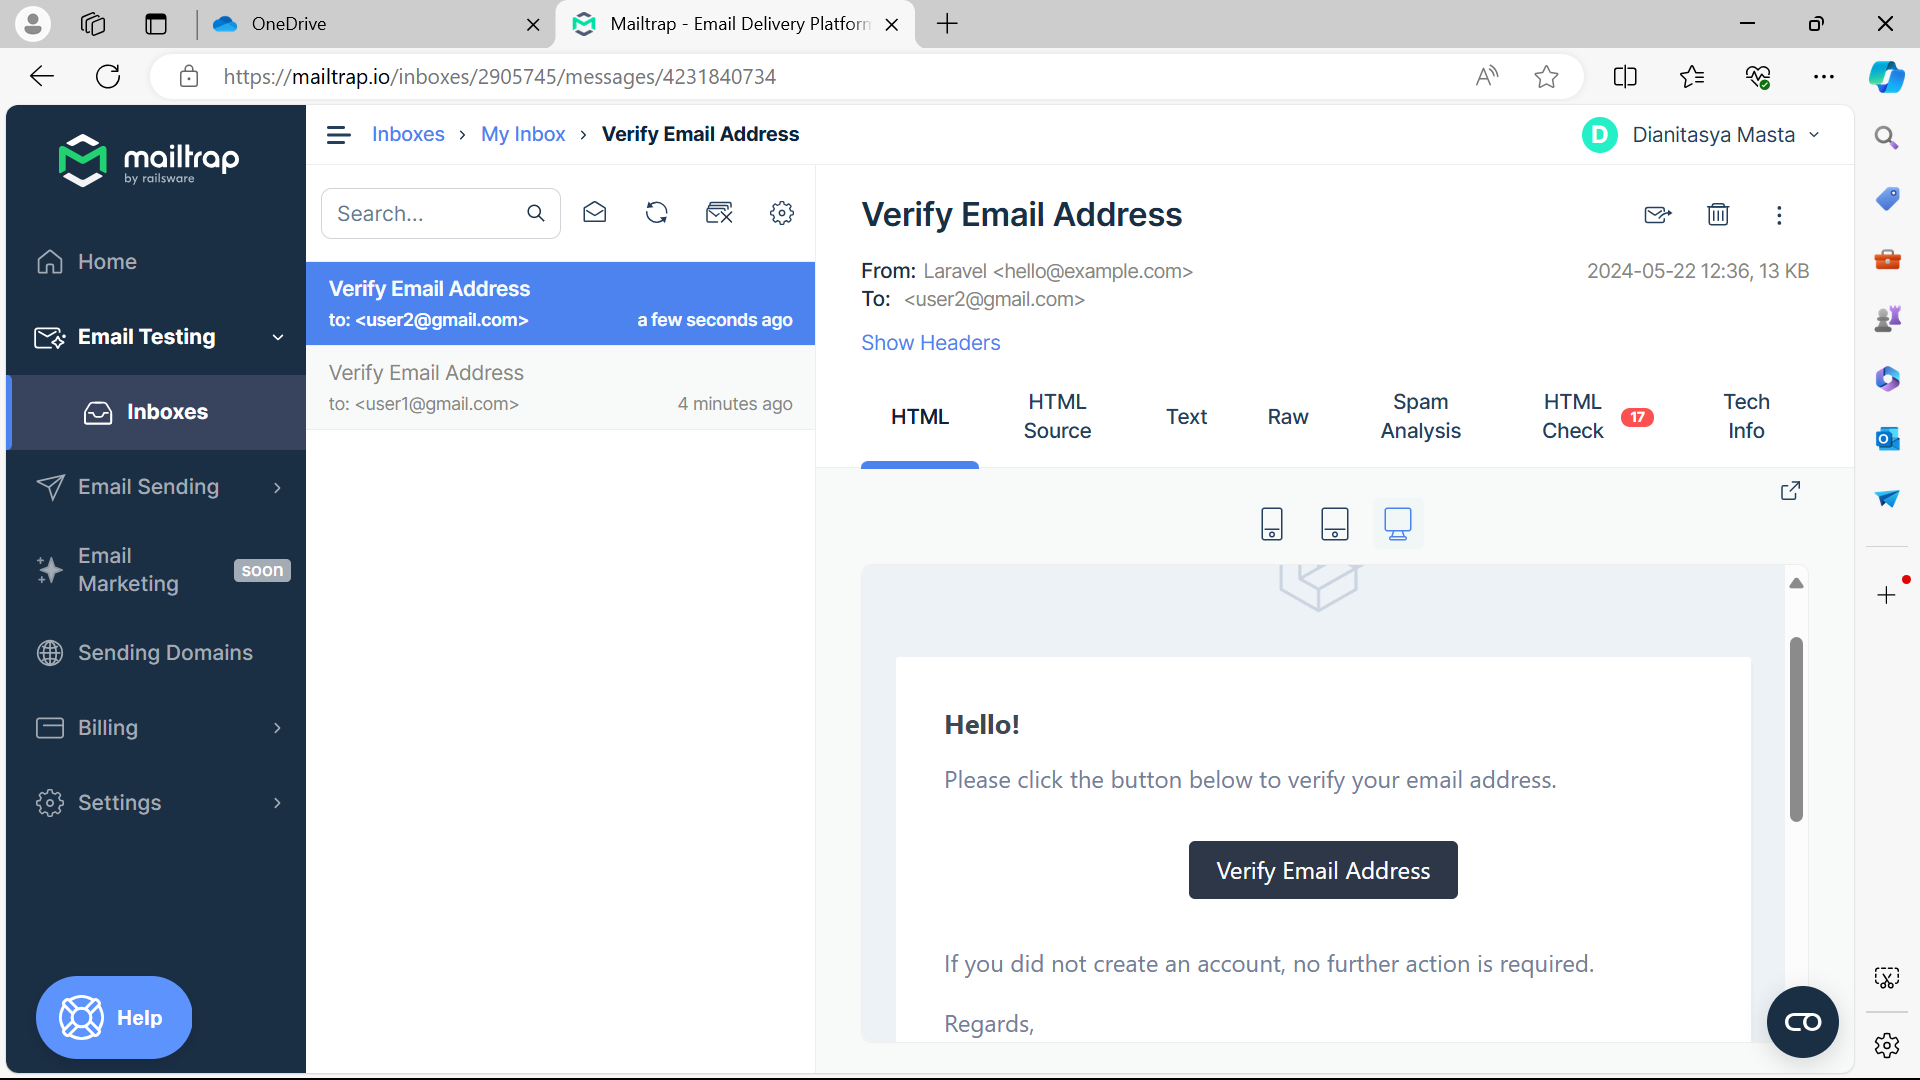 OneDrive
Mailtrap - Email Delivery Platform
https://mailtrap.io/inboxes/2905745/messages/4231840734
mailtrap
by railsware
Inboxes › My Inbox › Verify Email Address
D Dianitasya Masta
Home
Email Testing
Inboxes
Email Sending
Email
Marketing
soon
Sending Domains
Billing
Settings
Help
Search...
Verify Email Address
to: <user2@gmail.com> a few seconds ago
Verify Email Address
to: <user1@gmail.com> 4 minutes ago
Verify Email Address
From: Laravel <hello@example.com> 2024-05-22 12:36, 13 KB
To: <user2@gmail.com>
Show Headers
HTML
HTML
Source
Text
Raw
Spam
Analysis
HTML
Check
17
Tech
Info
Hello!
Please click the button below to verify your email address.
Verify Email Address
If you did not create an account, no further action is required.
Regards,